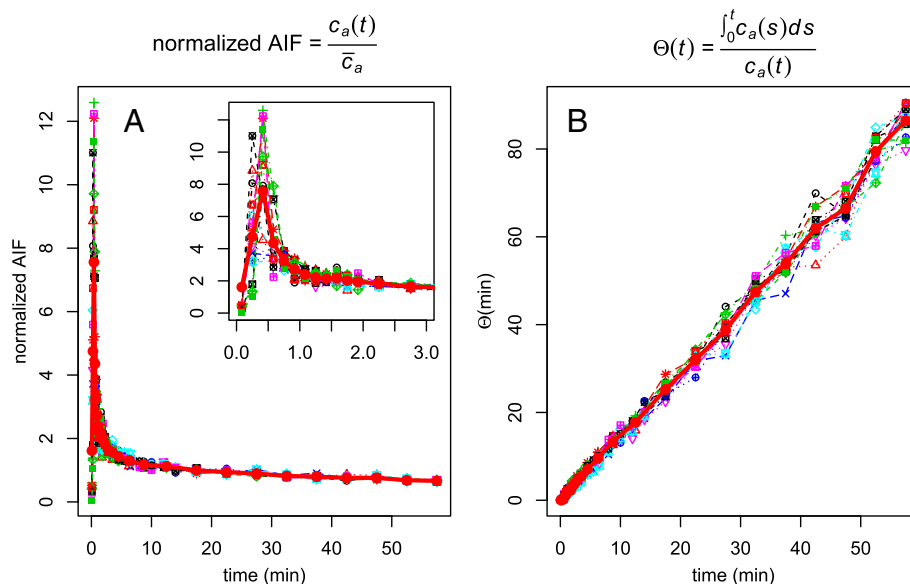 normalized AIF = c_a(t) / c̅_a
Θ(t) = ∫_0^t c_a(s)ds / c_a(t)
A
normalized AIF
0 2 4 6 8 10 12
0 10 20 30 40 50
time (min)
0 2 4 6 8 10 12
0.0 1.0 2.0 3.0
B
Θ(min)
0 20 40 60 80
0 10 20 30 40 50
time (min)